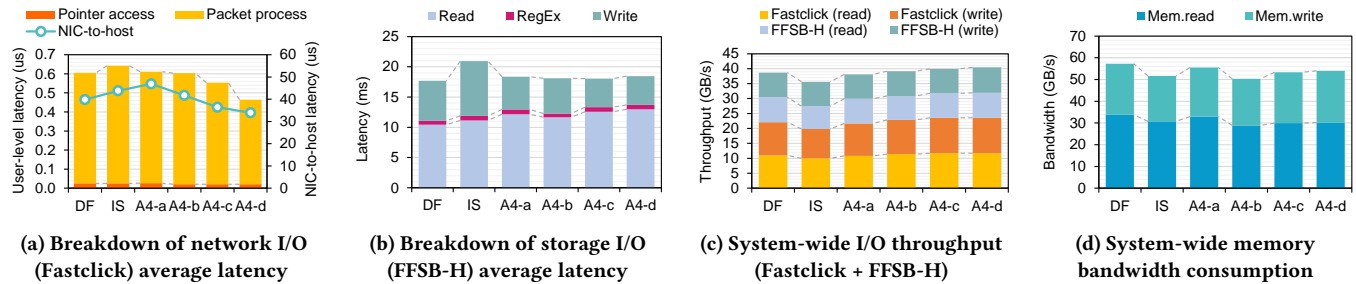 Pointer access
Packet process
NIC-to-host
User-level latency (us)
0.7
0.6
0.5
0.4
0.3
0.2
0.1
0.0
60
50
40
30
20
10
0
NIC-to-host latency (us)
DF IS A4-a A4-b A4-c A4-d
(a) Breakdown of network I/O
(Fastclick) average latency
Read RegEx Write
Latency (ms)
25
20
15
10
5
0
DF IS A4-a A4-b A4-c A4-d
(b) Breakdown of storage I/O
(FFSB-H) average latency
Fastclick (read) Fastclick (write)
FFSB-H (read) FFSB-H (write)
Throughput (GB/s)
45
40
35
30
25
20
15
10
5
0
DF IS A4-a A4-b A4-c A4-d
(c) System-wide I/O throughput
(Fastclick + FFSB-H)
Mem.read Mem.write
Bandwidth (GB/s)
70
60
50
40
30
20
10
0
DF IS A4-a A4-b A4-c A4-d
(d) System-wide memory
bandwidth consumption